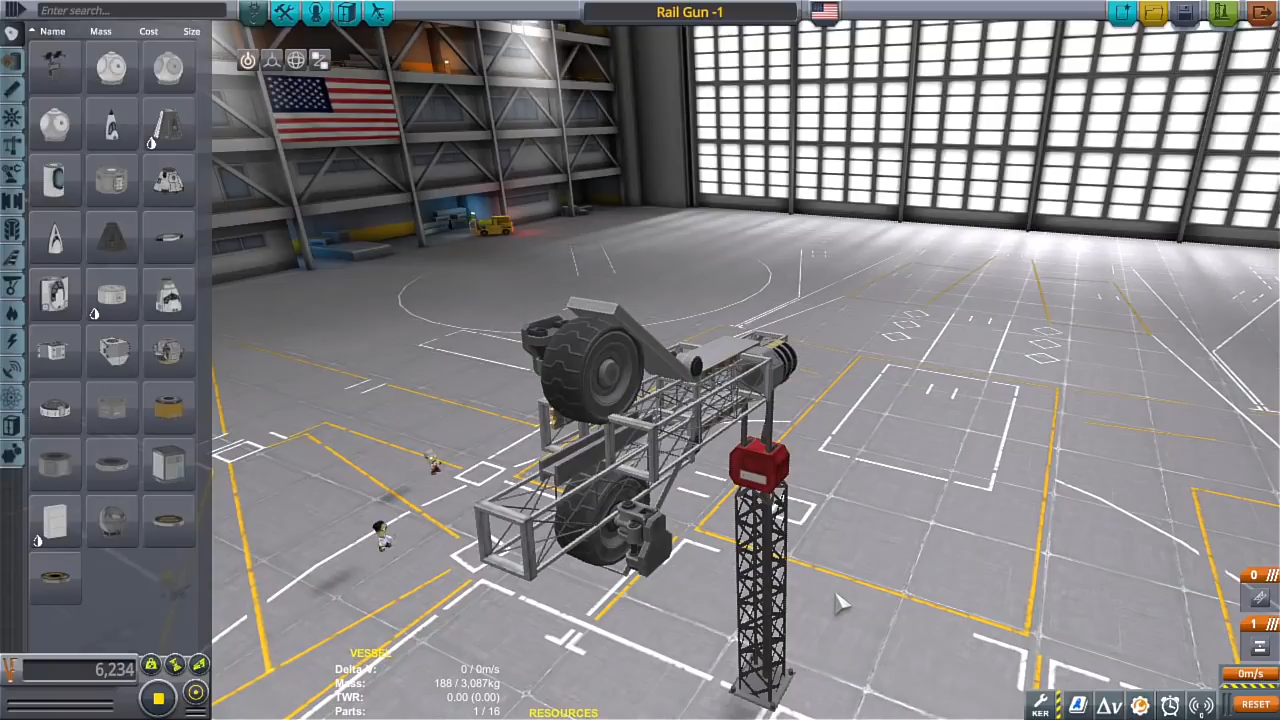 Enter search...
Rail Gun -1
Name Mass Cost Size
6,234
VESSEL
Delta-V: 0 / 0m/s
Mass: 188 / 3,087kg
TWR: 0.00 (0.00)
Parts: 1 / 16
RESOURCES
0
1
0m/s
KER
Δv
RESET